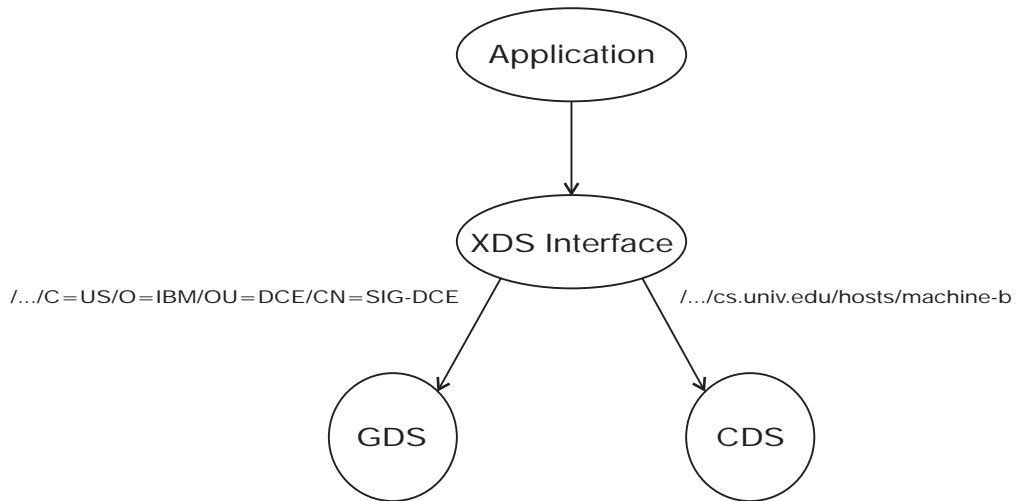 Application
XDS Interface
/.../C=US/O=IBM/OU=DCE/CN=SIG-DCE
/.../cs.univ.edu/hosts/machine-b
GDS
CDS